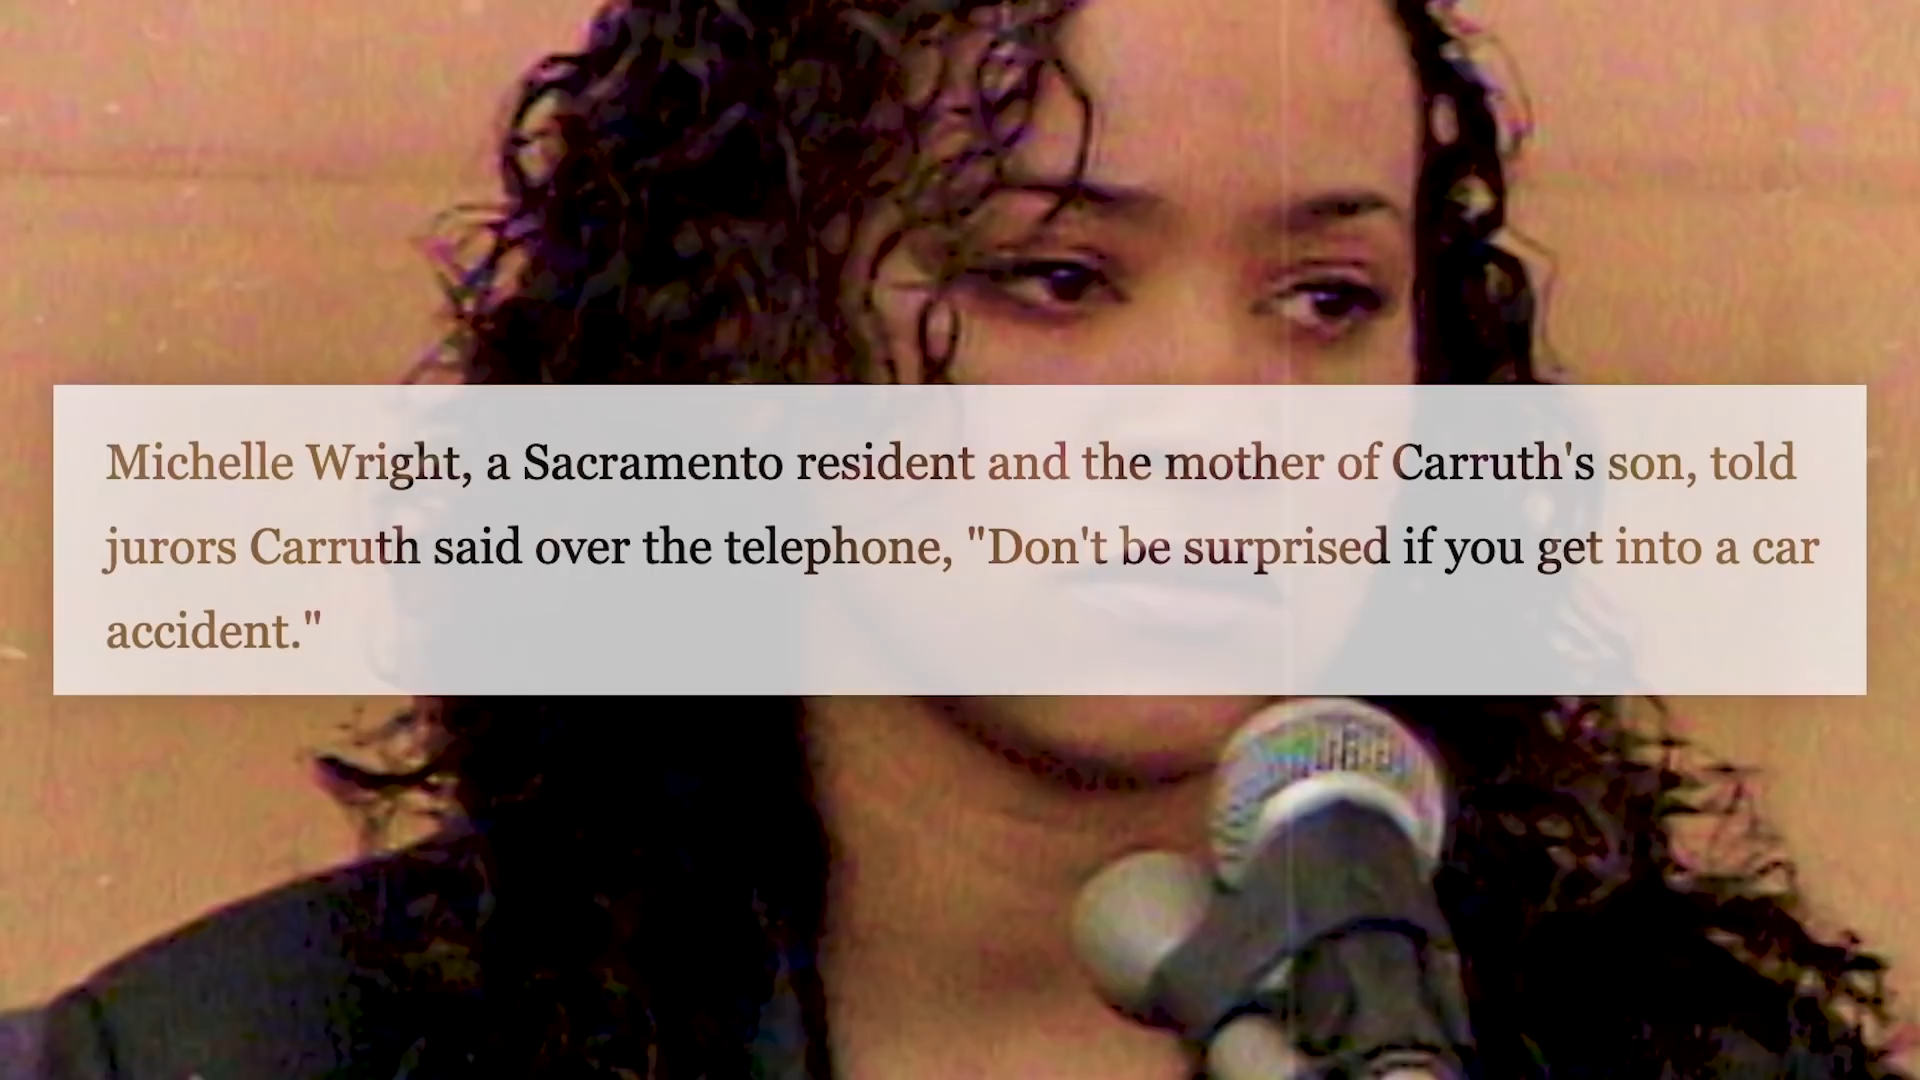 Michelle Wright, a Sacramento resident and the mother of Carruth's son, told
jurors Carruth said over the telephone, "Don't be surprised if you get into a car
accident."